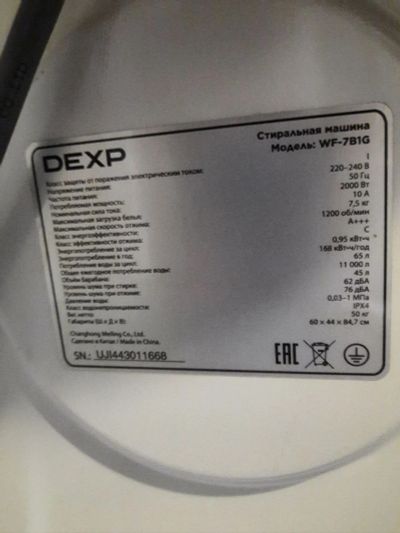 DEXP
Стиральная машина
Модель: WF-7B1G
Класс защиты от поражения электрическим током: I
Напряжение питания: 220-240 В
Частота питания: 50 Гц
Потребляемая мощность: 2000 Вт
Номинальная сила тока: 10 А
Максимальная загрузка белья: 7,5 кг
Максимальная скорость отжима: 1200 об/мин
Класс энергоэффективности: A+++
Класс эффективности отжима: C
Энергопотребление за цикл: 0,95 кВт·ч
Энергопотребление в год: 168 кВт·ч/год
Потребление воды за цикл: 65 л
Общее ежегодное потребление воды: 11 000 л
Объём барабана: 45 л
Уровень шума при стирке: 62 дБА
Уровень шума при отжиме: 76 дБА
Давление воды: 0,03-1 МПа
Класс водонепроницаемости: IPX4
Вес нетто: 50 кг
Габариты (Ш х Д х В): 60 x 44 x 84,7 см
Changhong Meiling Co., Ltd.
Сделано в Китае / Made in China.
SN.: UJI443011668
EAC